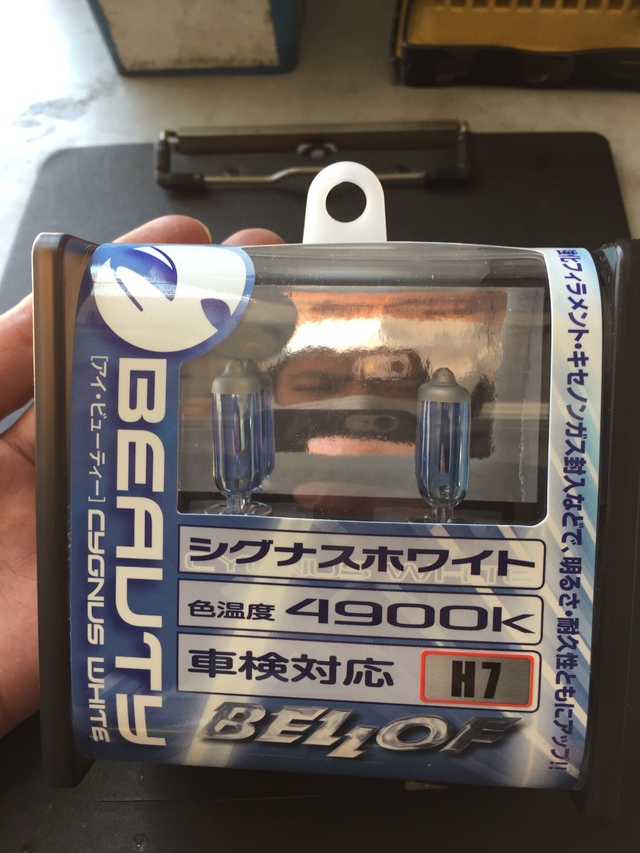 BEAUTY
[アイ・ビューティー] CYGNUS WHITE
シグナスホワイト
CYGNUS WHITE
色温度 4900K
車検対応 H7
BELLOF
化フィラメント・キセノンガス封入などで、明るさ・耐久性ともにアップ!!